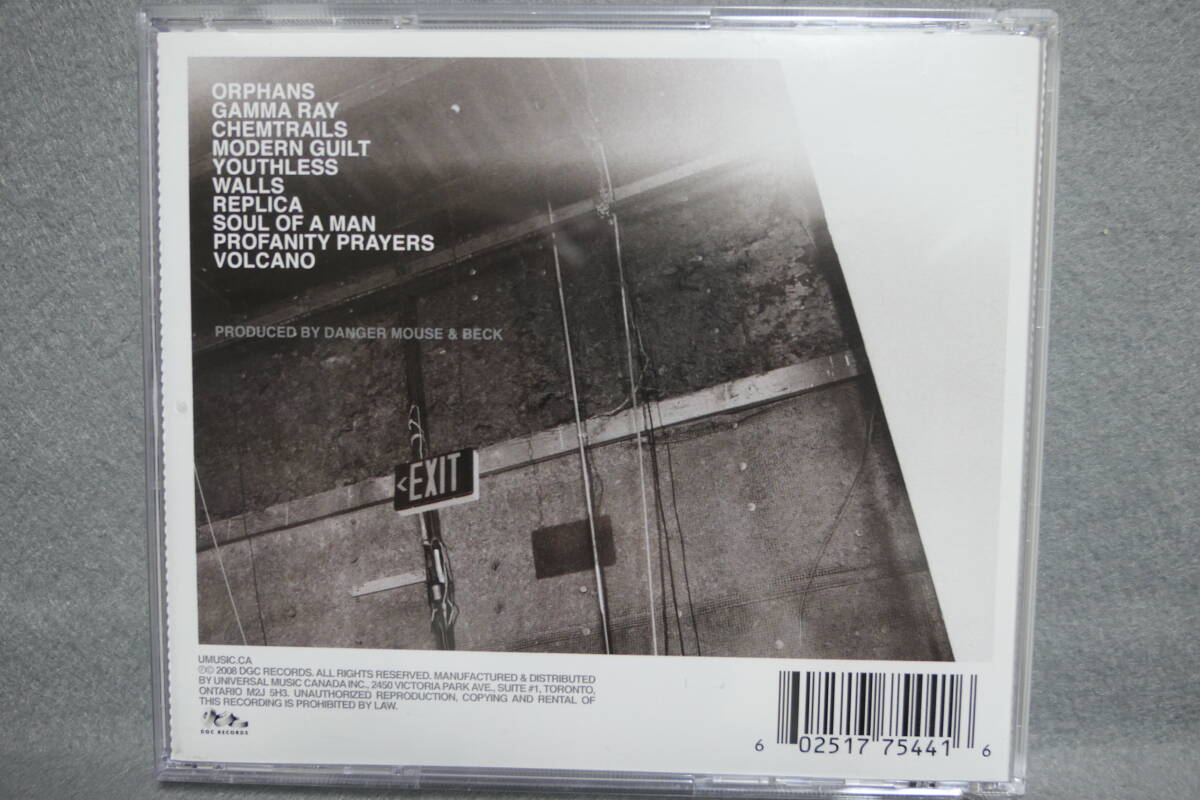 ORPHANS
GAMMA RAY
CHEMTRAILS
MODERN GUILT
YOUTHLESS
WALLS
REPLICA
SOUL OF A MAN
PROFANITY PRAYERS
VOLCANO
PRODUCED BY DANGER MOUSE & BECK
<EXIT
UMUSIC.CA
℗© 2008 DGC RECORDS. ALL RIGHTS RESERVED. MANUFACTURED & DISTRIBUTED
BY UNIVERSAL MUSIC CANADA INC., 2450 VICTORIA PARK AVE., SUITE #1, TORONTO,
ONTARIO M2J 5H3. UNAUTHORIZED REPRODUCTION, COPYING AND RENTAL OF
THIS RECORDING IS PROHIBITED BY LAW.
DGC RECORDS
6 02517 75441 6